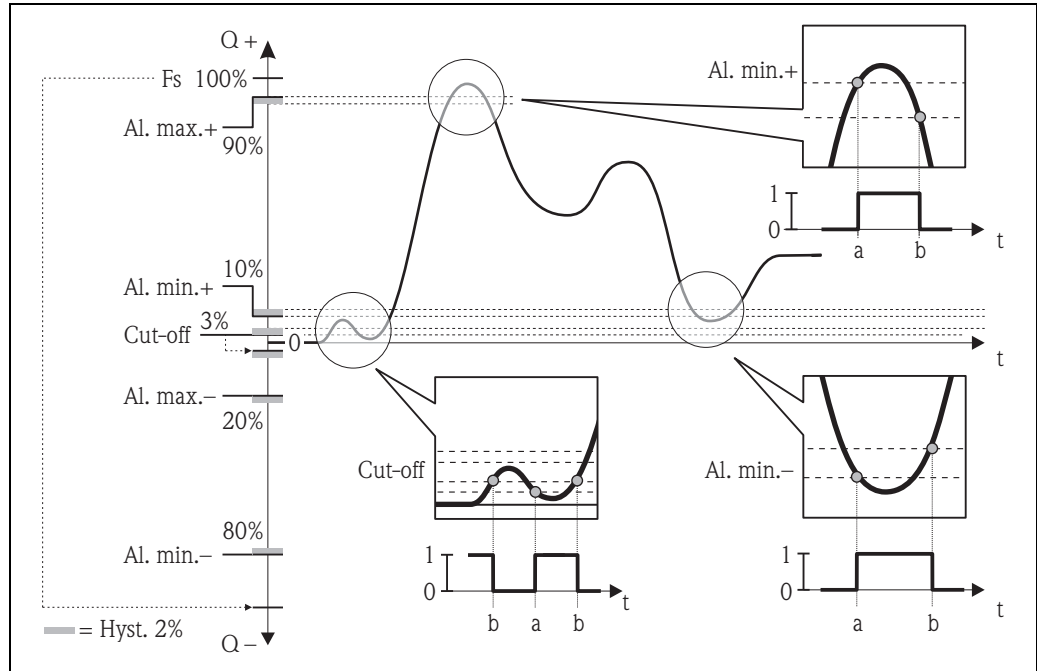 Q +
Fs 100%
Al. max.+
90%
10%
Al. min.+
3%
Cut-off
0
t
Al. max.–
20%
80%
Al. min.–
= Hyst. 2%
Q –
Al. min.+
1
0
a b
t
Cut-off
1
0
b a b
t
Al. min.–
1
0
a b
t